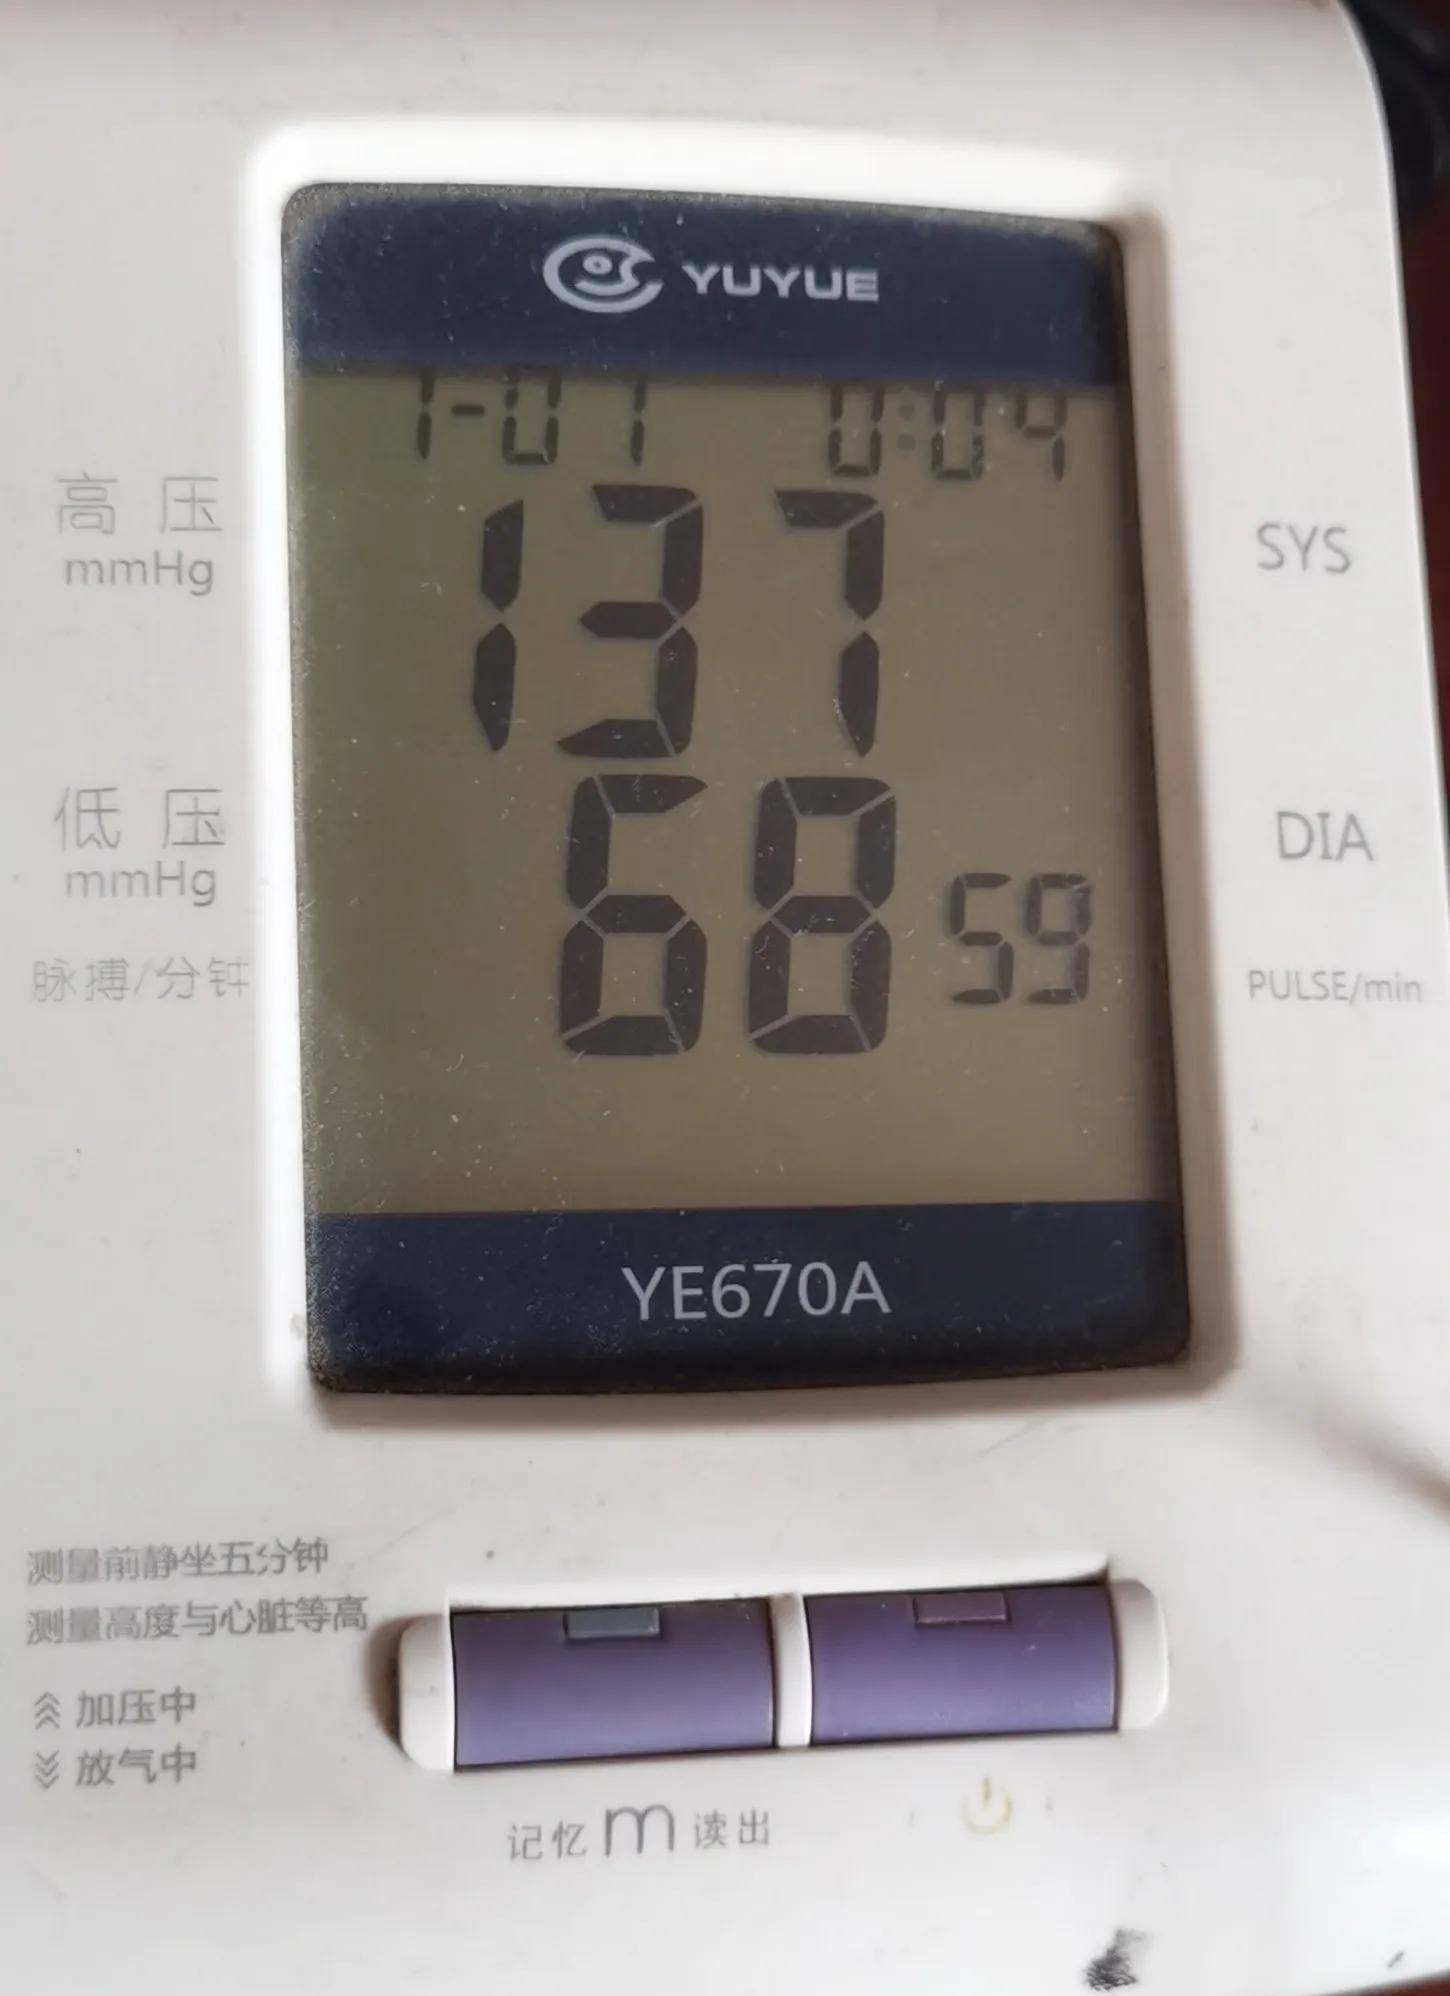 YUYUE
1-07 0:04
高压
mmHg
137
SYS
低压
mmHg
68
DIA
脉搏/分钟
59
PULSE/min
YE670A
测量前静坐五分钟
测量高度与心脏等高
加压中
放气中
记忆 m 读出